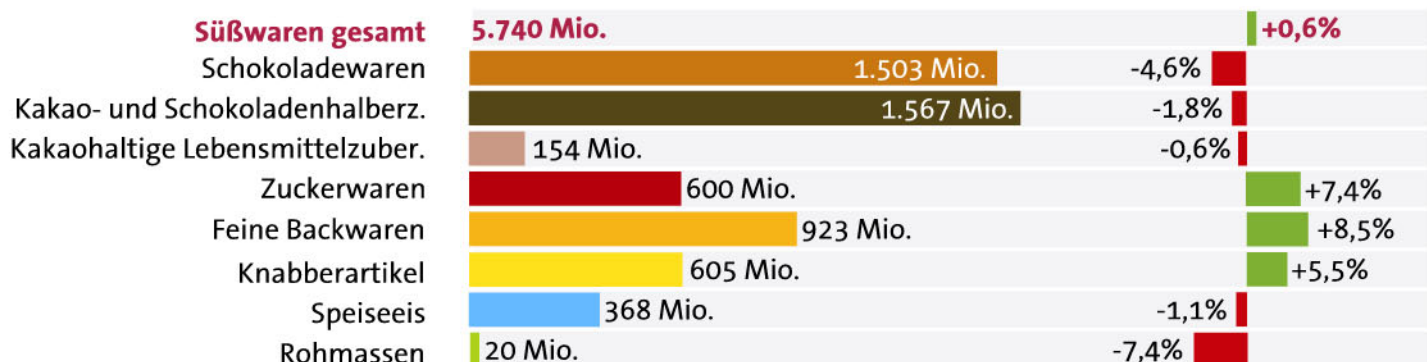 Süßwaren gesamt 5.740 Mio. +0,6%
Schokoladewaren 1.503 Mio. -4,6%
Kakao- und Schokoladenhalberz. 1.567 Mio. -1,8%
Kakaohaltige Lebensmittelzuber. 154 Mio. -0,6%
Zuckerwaren 600 Mio. +7,4%
Feine Backwaren 923 Mio. +8,5%
Knabberartikel 605 Mio. +5,5%
Speiseeis 368 Mio. -1,1%
Rohmassen 20 Mio. -7,4%